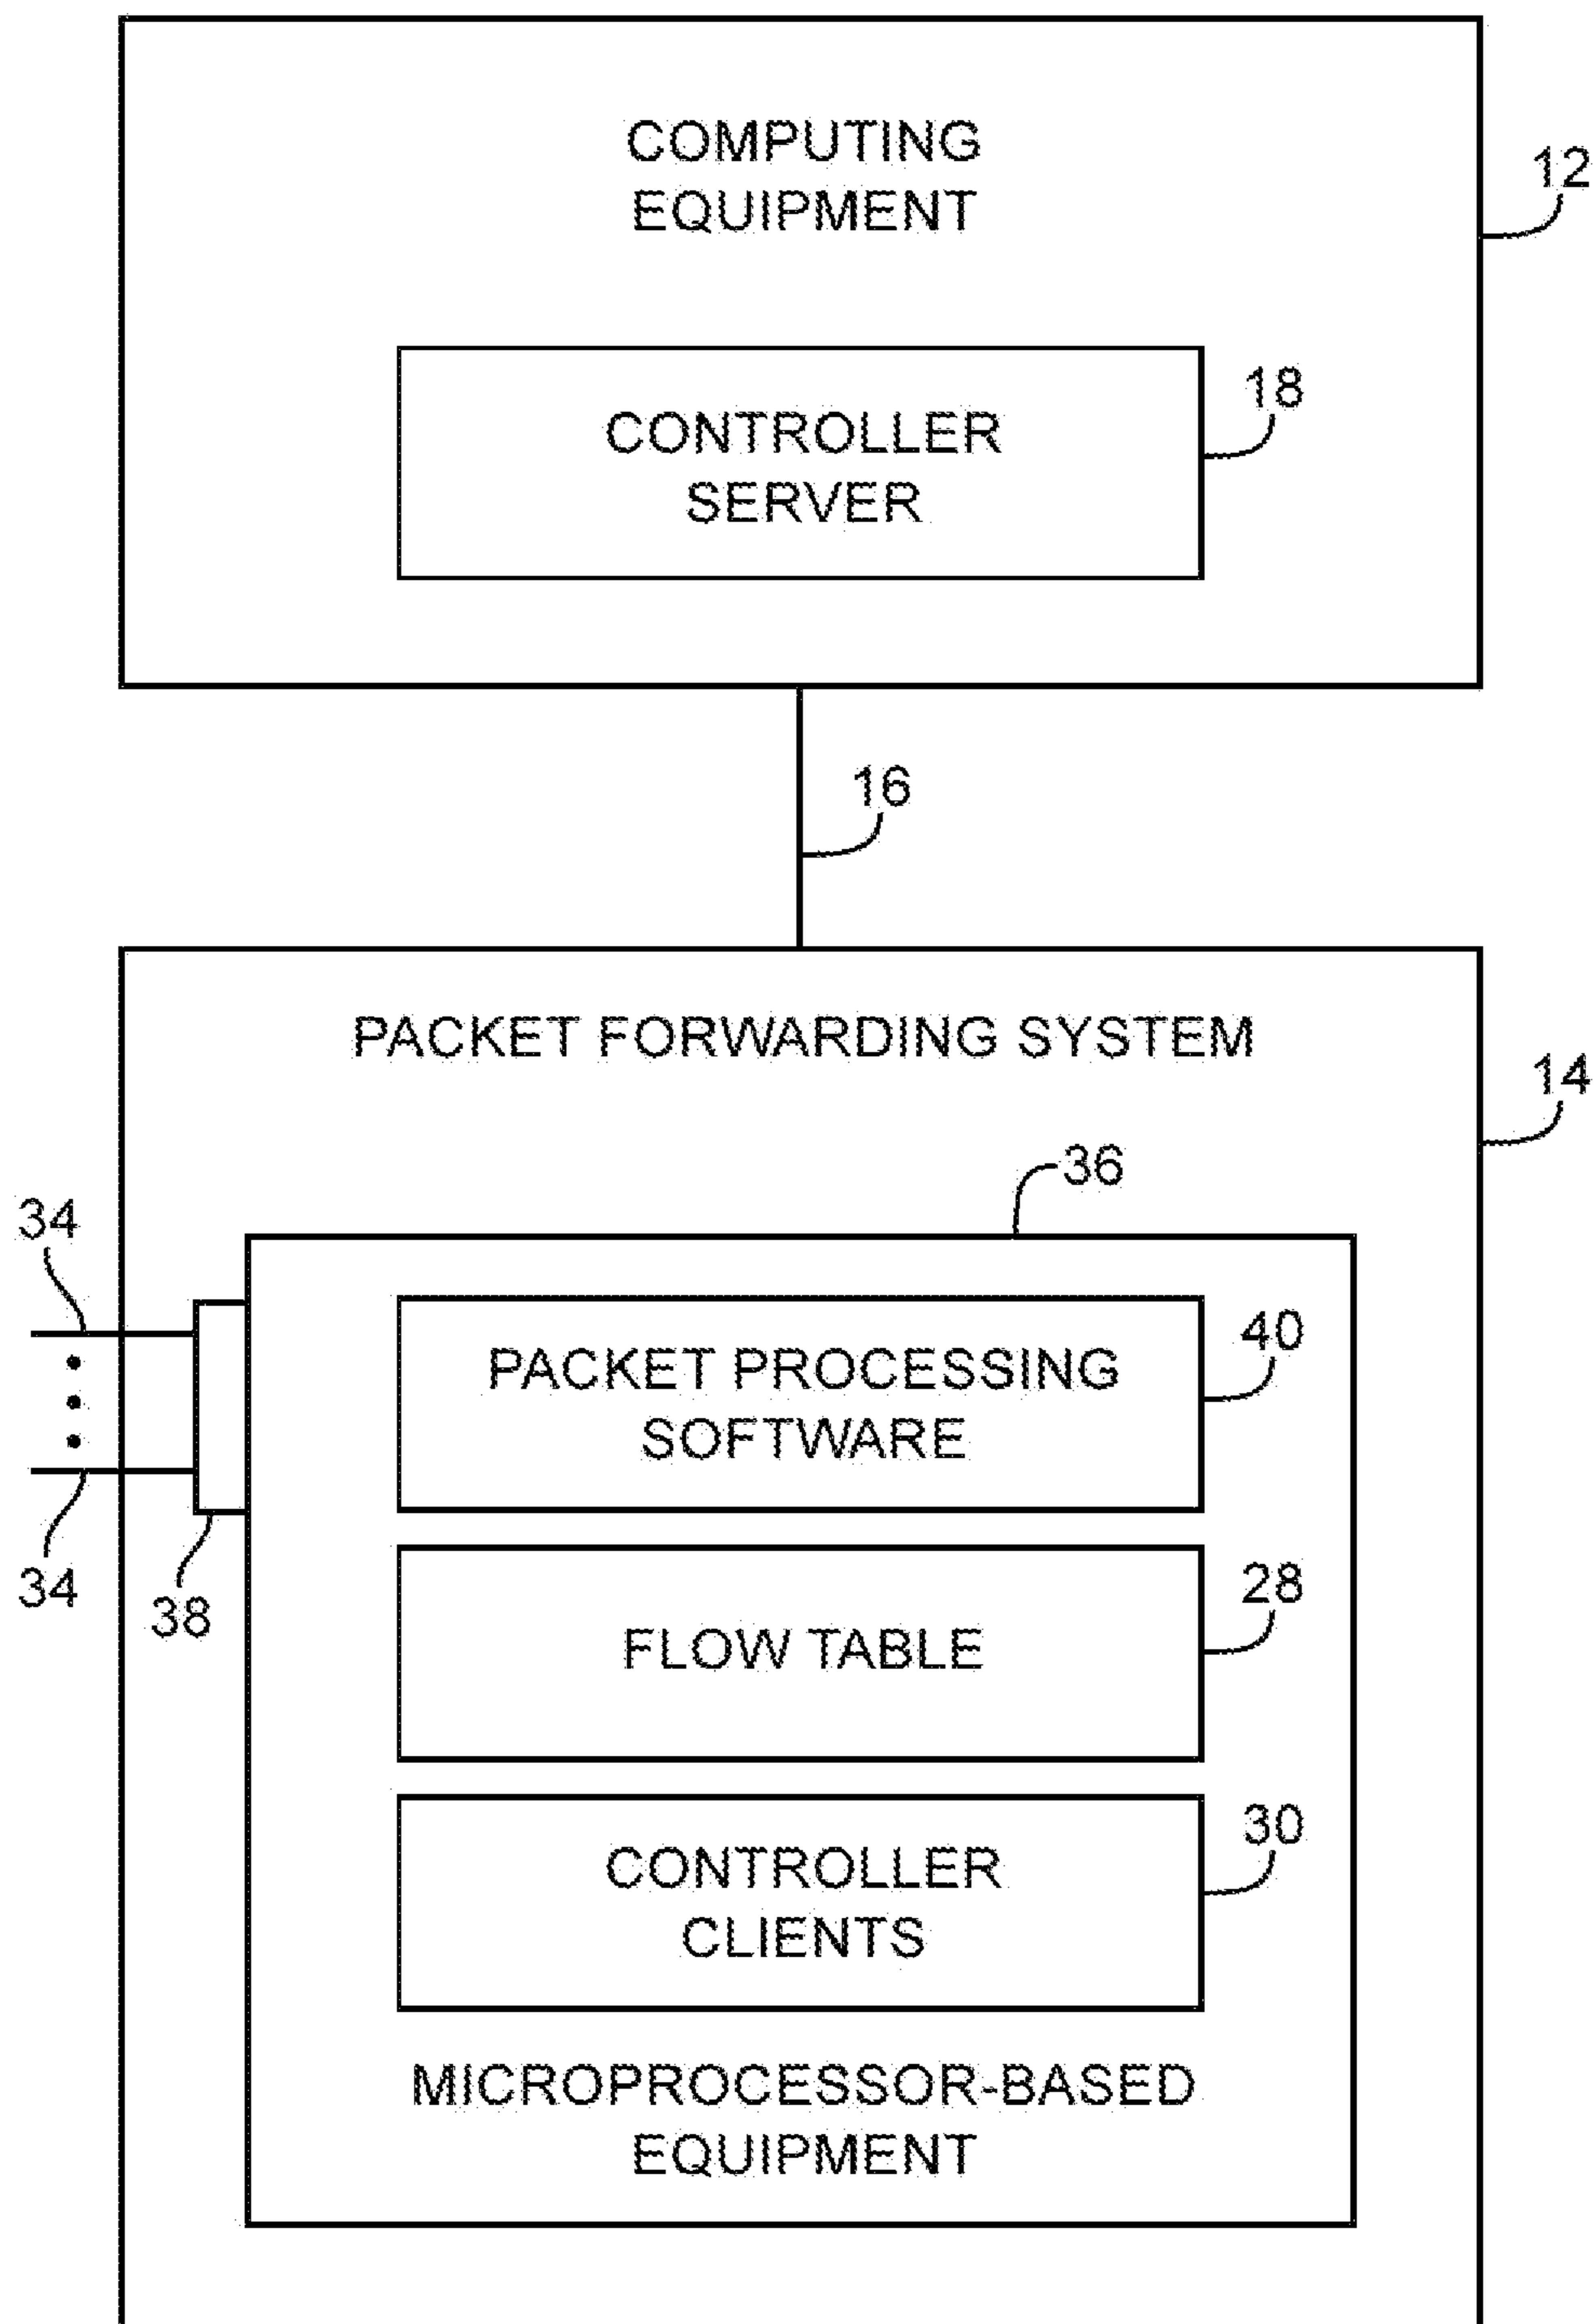 COMPUTING
EQUIPMENT
12
CONTROLLER
SERVER
18
16
PACKET FORWARDING SYSTEM
14
36
34
PACKET PROCESSING
SOFTWARE
40
34
38
FLOW TABLE
28
CONTROLLER
CLIENTS
30
MICROPROCESSOR-BASED
EQUIPMENT